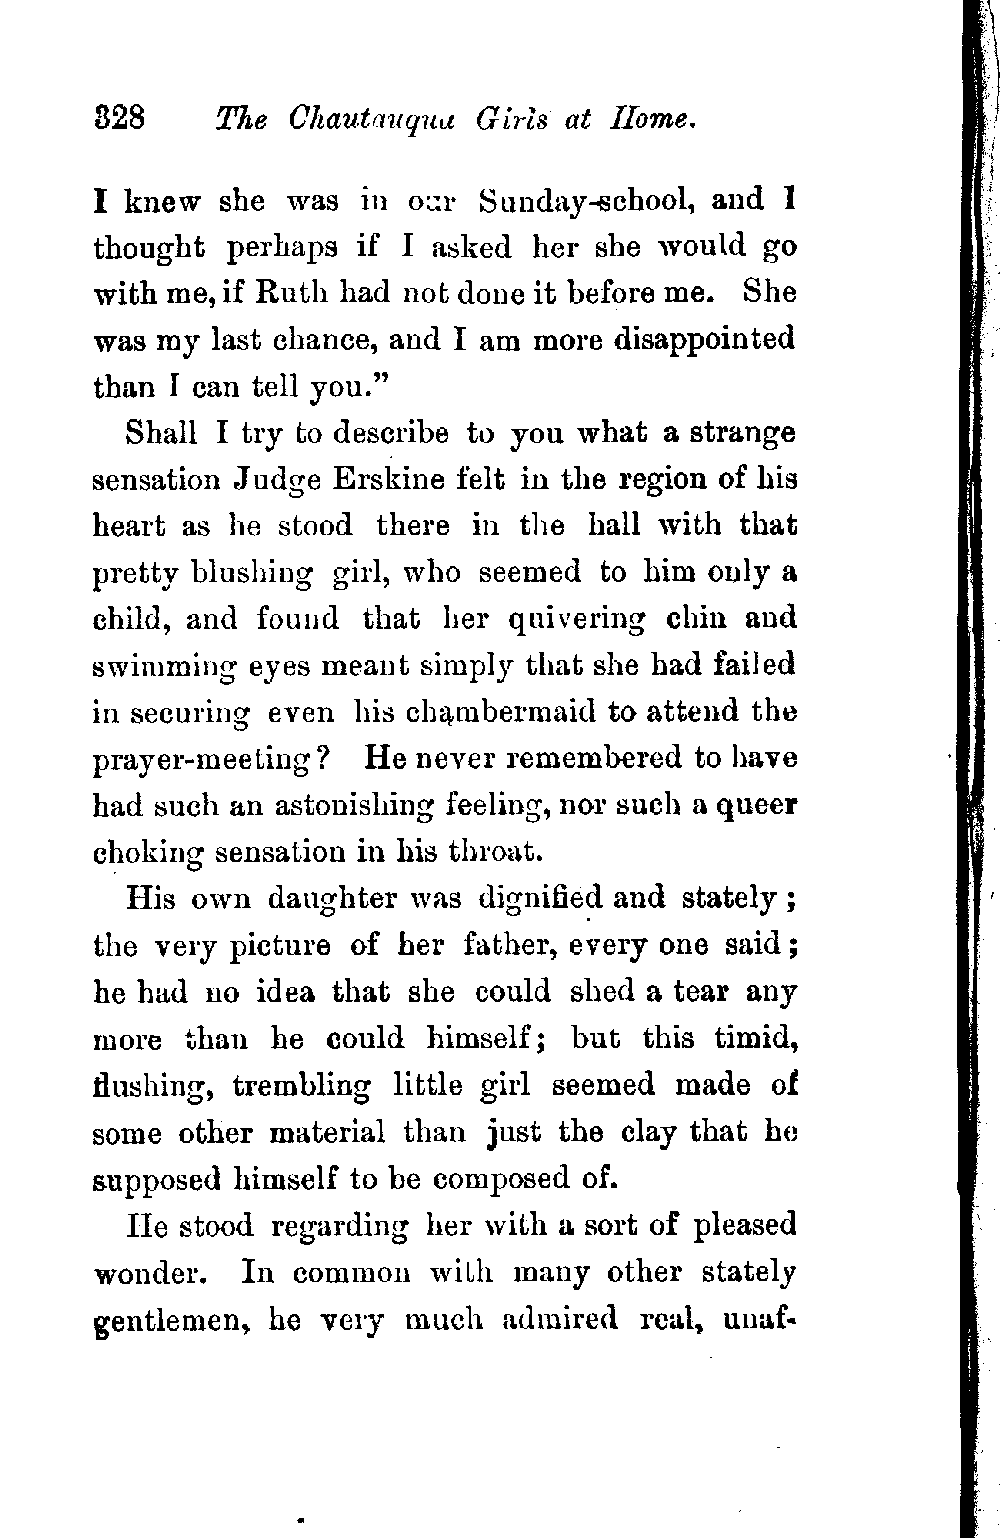 328 The Chautauqua Girls at Home.
I knew she was in our Sunday-school, and I
thought perhaps if I asked her she would go
with me, if Ruth had not done it before me. She
was my last chance, and I am more disappointed
than I can tell you.”
Shall I try to describe to you what a strange
sensation Judge Erskine felt in the region of his
heart as he stood there in the hall with that
pretty blushing girl, who seemed to him only a
child, and found that her quivering chin and
swimming eyes meant simply that she had failed
in securing even his chambermaid to attend the
prayer-meeting? He never remembered to have
had such an astonishing feeling, nor such a queer
choking sensation in his throat.
His own daughter was dignified and stately;
the very picture of her father, every one said;
he had no idea that she could shed a tear any
more than he could himself; but this timid,
flushing, trembling little girl seemed made of
some other material than just the clay that he
supposed himself to be composed of.
He stood regarding her with a sort of pleased
wonder. In common with many other stately
gentlemen, he very much admired real, unaf-